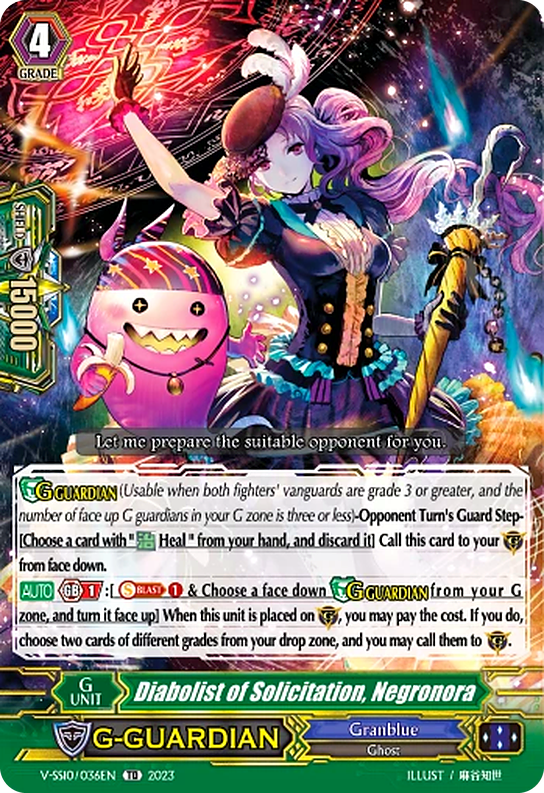 4
GRADE
SHIELD
15000
Let me prepare the suitable opponent for you.
G GUARDIAN (Usable when both fighters' vanguards are grade 3 or greater, and the
number of face up G guardians in your G zone is three or less)-Opponent Turn's Guard Step-
[Choose a card with " Heal " from your hand, and discard it] Call this card to your
from face down.
AUTO GB 1 :[ S BLAST 1 & Choose a face down G GUARDIAN from your G
zone, and turn it face up] When this unit is placed on , you may pay the cost. If you do,
choose two cards of different grades from your drop zone, and you may call them to .
G
UNIT
Diabolist of Solicitation, Negronora
G-GUARDIAN
Granblue
Ghost
V-SS10/036EN TD 2023
ILLUST / 麻谷知世